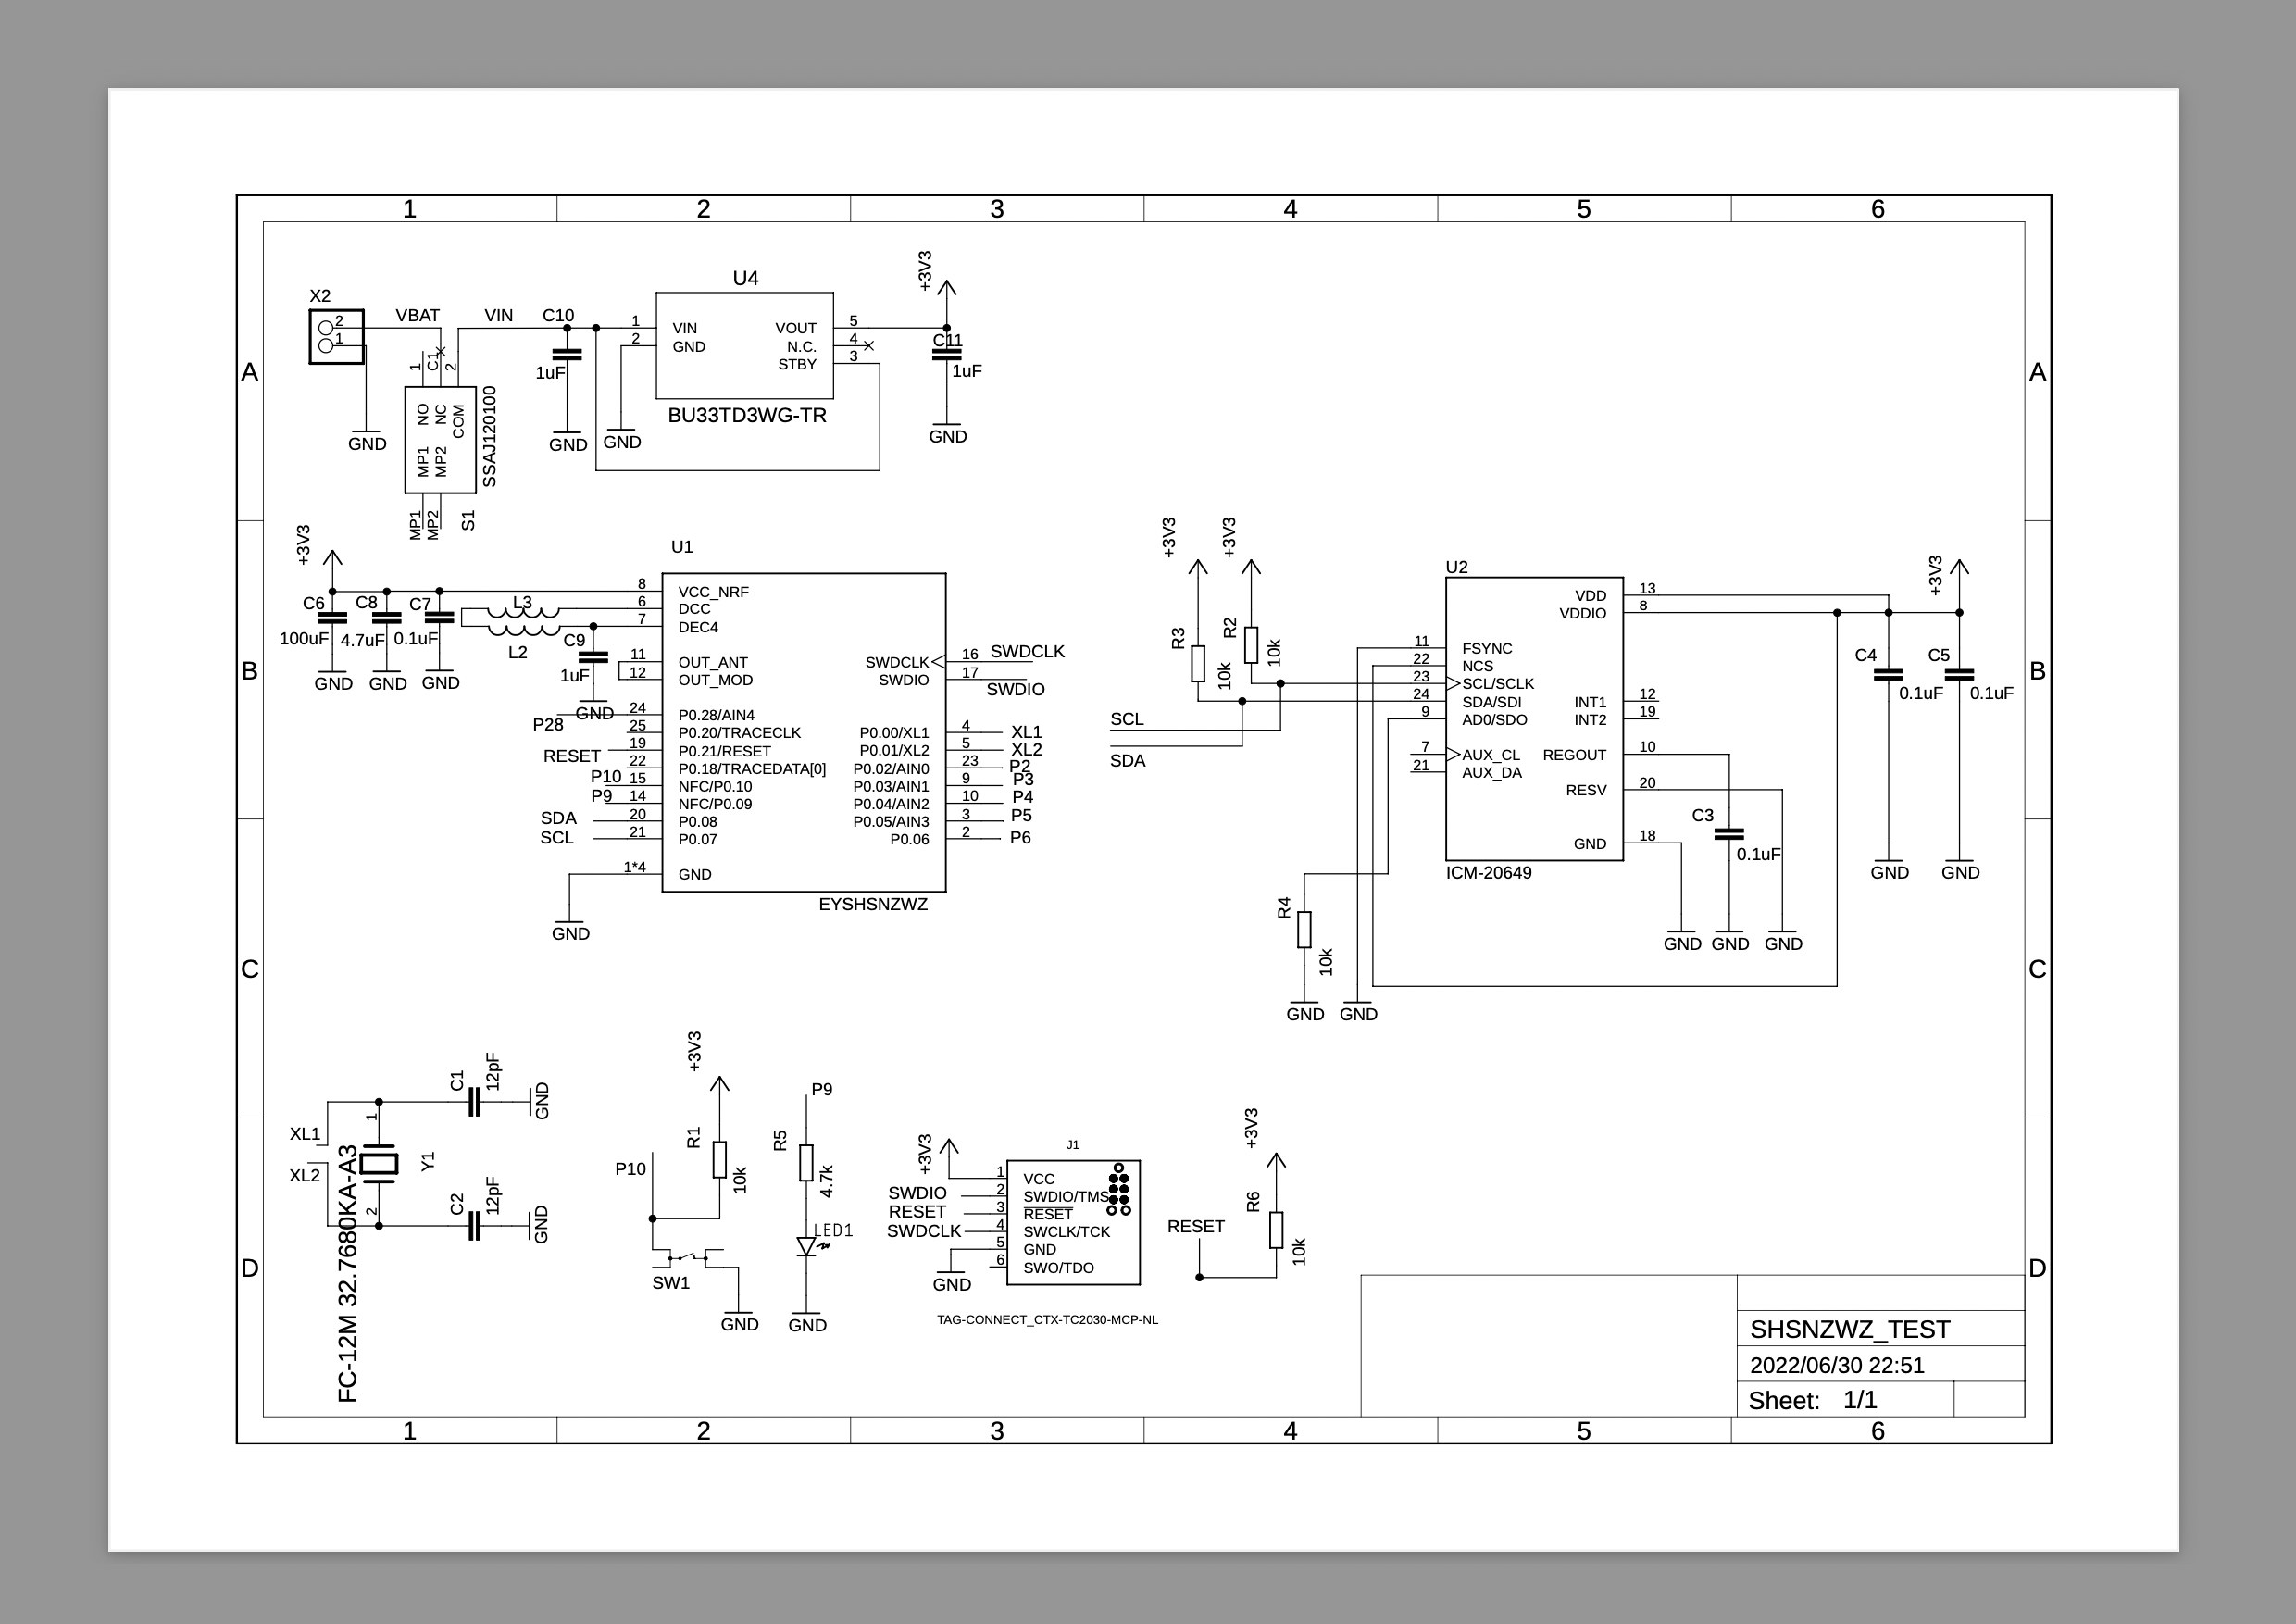 1 2 3 4 5 6
A A
B B
C C
D D
X2
2
1
VBAT
VIN
GND
1
C1
2
NO
NC
COM
MP1
MP2
SSAJ120100
MP1
MP2
S1
C10
1uF
GND
GND
U4
1 VIN
2 GND
VOUT 5
N.C. 4
STBY 3
BU33TD3WG-TR
+3V3
C11
1uF
GND
+3V3
C6
100uF
GND
C8
4.7uF
GND
C7
0.1uF
GND
L3
L2
C9
1uF
GND
U1
8 VCC_NRF
6 DCC
7 DEC4
11 OUT_ANT
12 OUT_MOD
P28 24 P0.28/AIN4
25 P0.20/TRACECLK
RESET 19 P0.21/RESET
22 P0.18/TRACEDATA[0]
P10 15 NFC/P0.10
P9 14 NFC/P0.09
SDA 20 P0.08
SCL 21 P0.07
1*4 GND
GND
SWDCLK 16 SWDCLK
SWDIO 17 SWDIO
P0.00/XL1 4 XL1
P0.01/XL2 5 XL2
P0.02/AIN0 23 P2
P0.03/AIN1 9 P3
P0.04/AIN2 10 P4
P0.05/AIN3 3 P5
P0.06 2 P6
EYSHSNZWZ
+3V3
+3V3
R3
10k
R2
10k
SCL
SDA
U2
11 FSYNC
22 NCS
23 SCL/SCLK
24 SDA/SDI
9 AD0/SDO
7 AUX_CL
21 AUX_DA
VDD 13
VDDIO 8
INT1 12
INT2 19
REGOUT 10
RESV 20
GND 18
ICM-20649
+3V3
C4
0.1uF
GND
C5
0.1uF
GND
C3
0.1uF
GND
GND
GND
R4
10k
GND
GND
XL1
XL2
1
2
Y1
FC-12M 32.7680KA-A3
C1
12pF
GND
C2
12pF
GND
+3V3
R1
10k
P10
SW1
GND
P9
R5
4.7k
LED1
GND
+3V3
J1
1 VCC
SWDIO 2 SWDIO/TMS
RESET 3 RESET
SWDCLK 4 SWCLK/TCK
5 GND
6 SWO/TDO
GND
TAG-CONNECT_CTX-TC2030-MCP-NL
+3V3
R6
10k
RESET
SHSNZWZ_TEST
2022/06/30 22:51
Sheet: 1/1
1 2 3 4 5 6